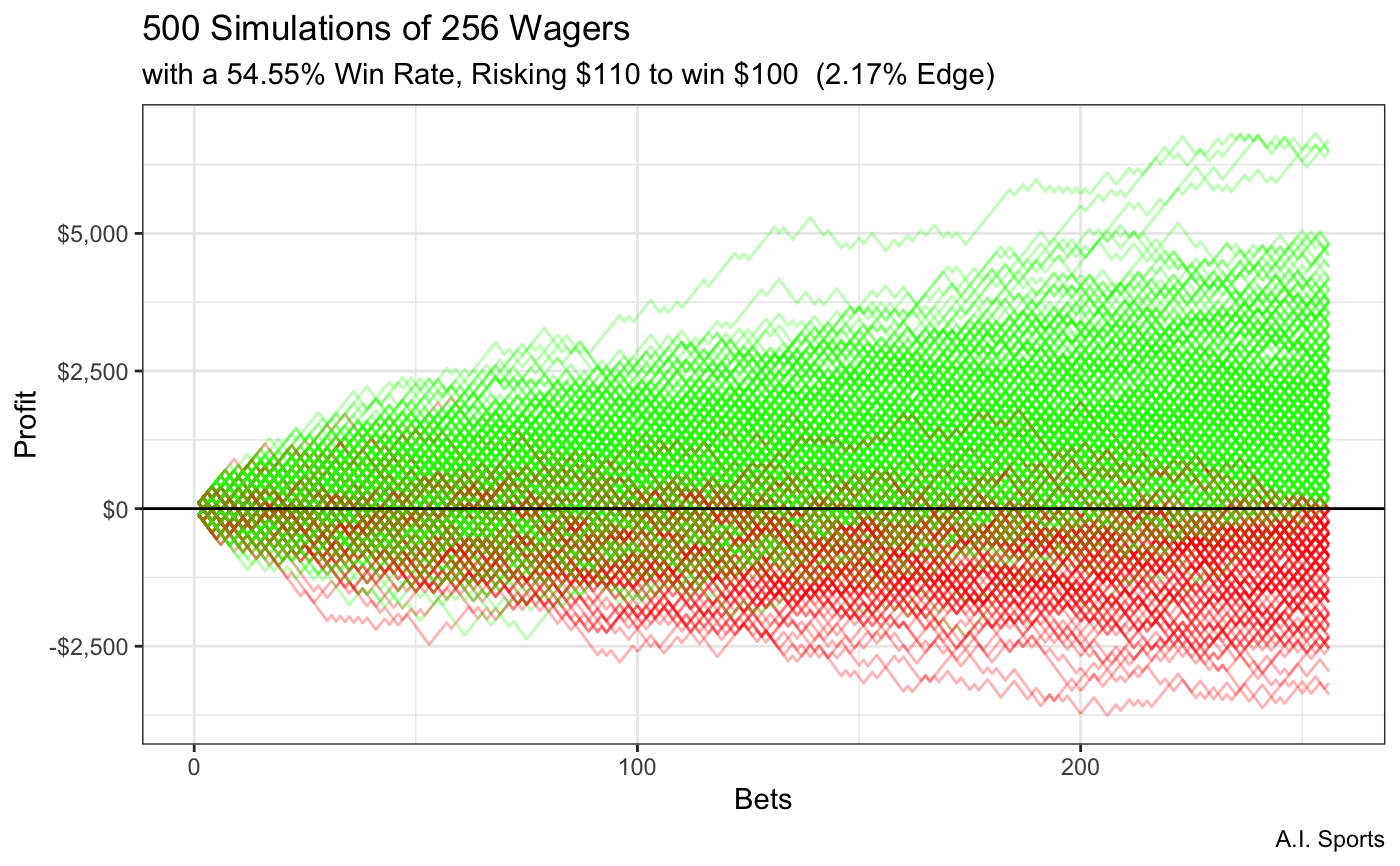 500 Simulations of 256 Wagers
with a 54.55% Win Rate, Risking $110 to win $100  (2.17% Edge)
Profit
$5,000
$2,500
$0
-$2,500
0
100
200
Bets
A.I. Sports